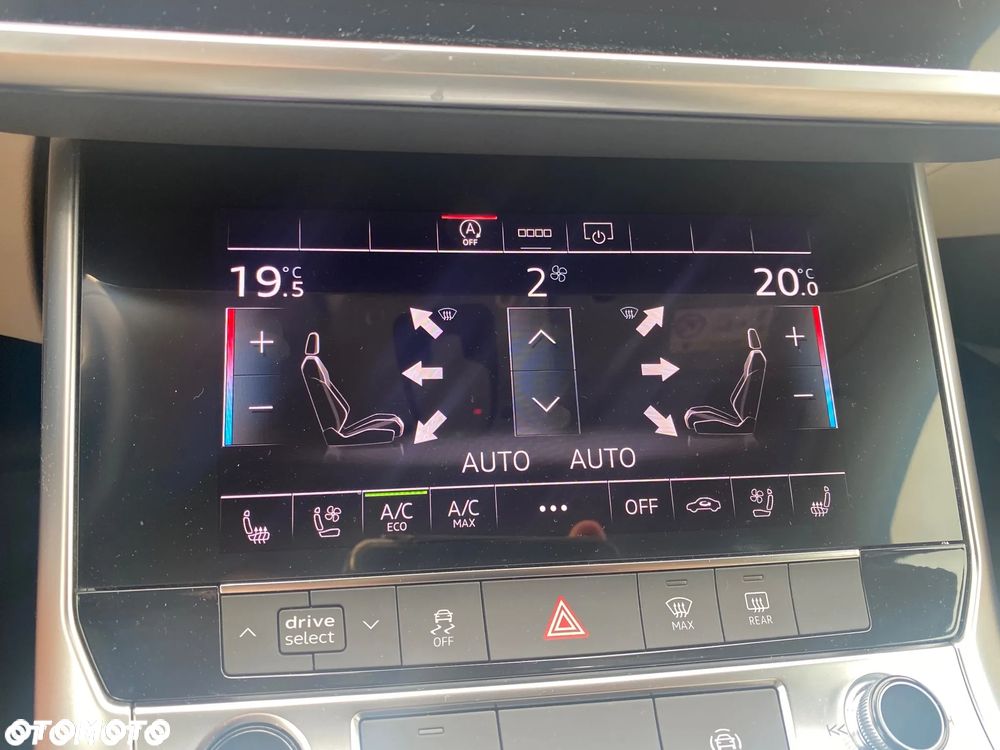 A
OFF
19.5 °C
2
20.0 °C
+
+
−
−
AUTO AUTO
A/C ECO
A/C MAX
•••
OFF
drive select
OFF
MAX
REAR
OTOMOTO